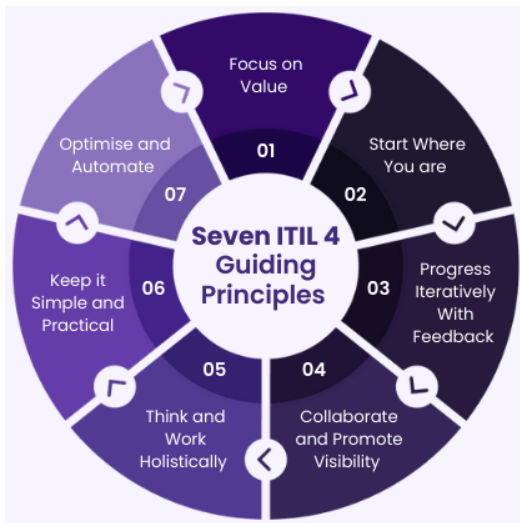 Seven ITIL 4
Guiding
Principles
01
Focus on
Value
02
Start Where
You are
03
Progress
Iteratively
With
Feedback
04
Collaborate
and Promote
Visibility
05
Think and
Work
Holistically
06
Keep it
Simple and
Practical
07
Optimise and
Automate